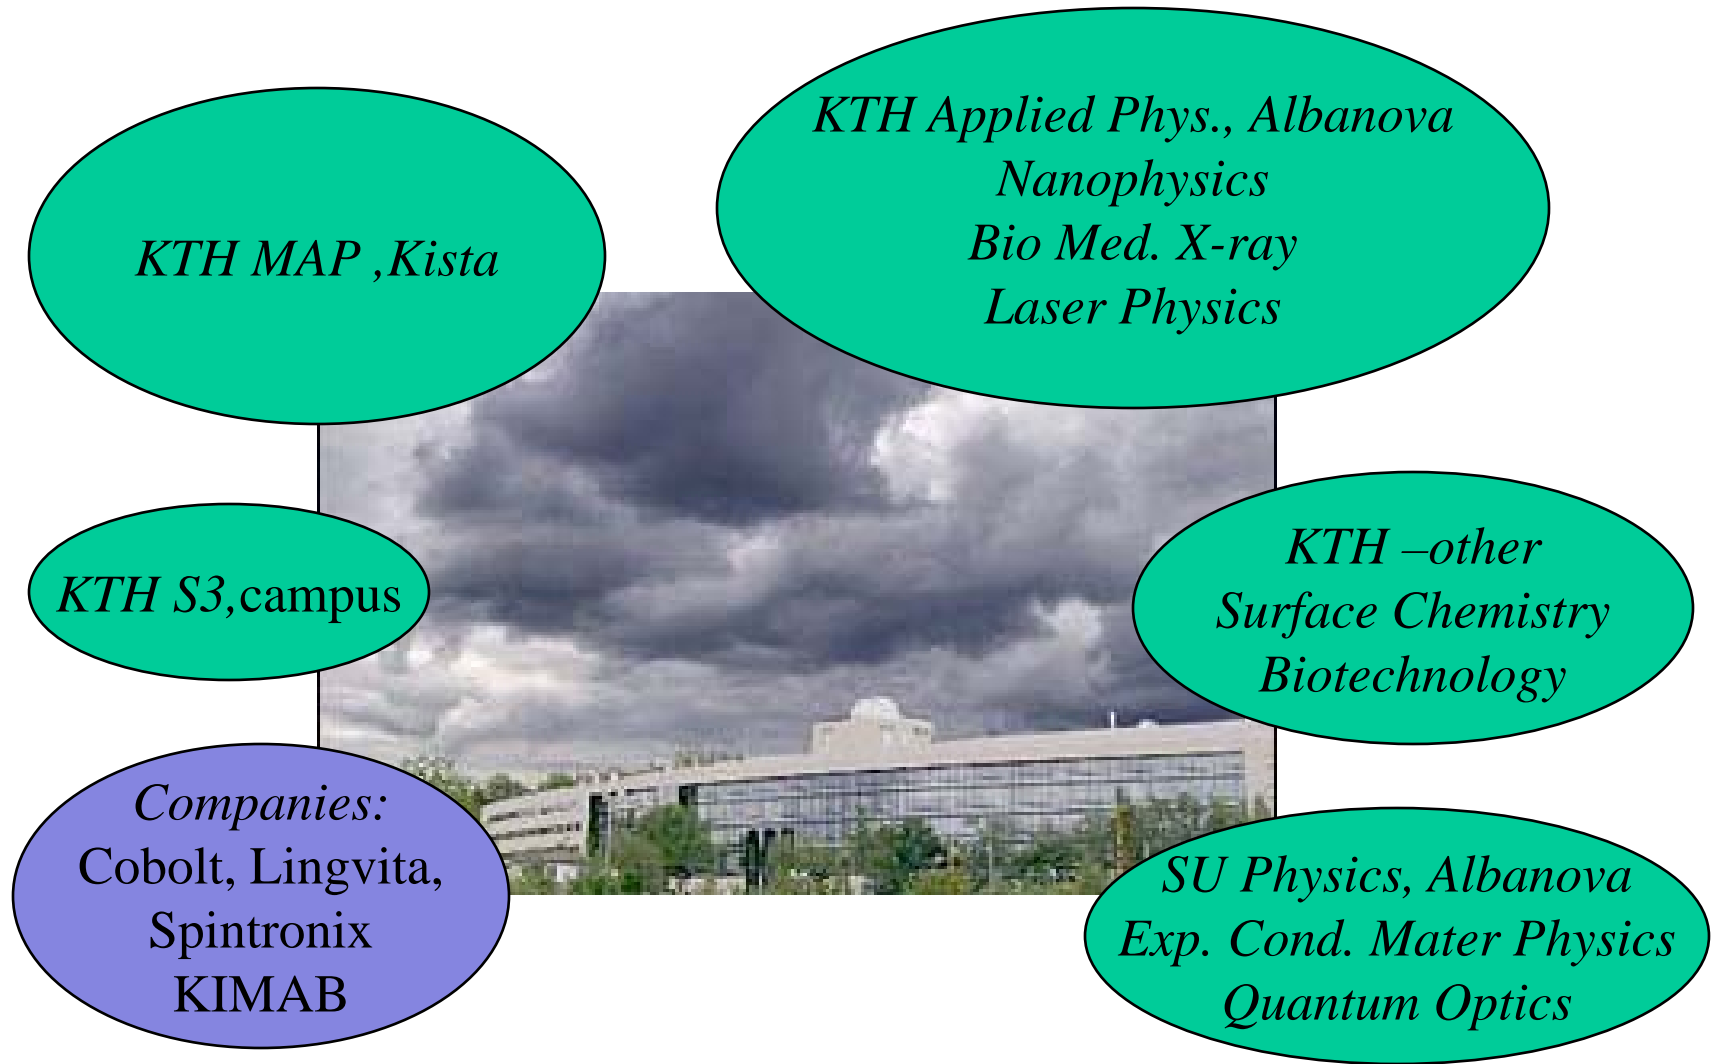 KTH Applied Phys., Albanova
Nanophysics
Bio Med. X-ray
Laser Physics
KTH MAP ,Kista
KTH S3,campus
KTH –other
Surface Chemistry
Biotechnology
Companies:
Cobolt, Lingvita,
Spintronix
KIMAB
SU Physics, Albanova
Exp. Cond. Mater Physics
Quantum Optics